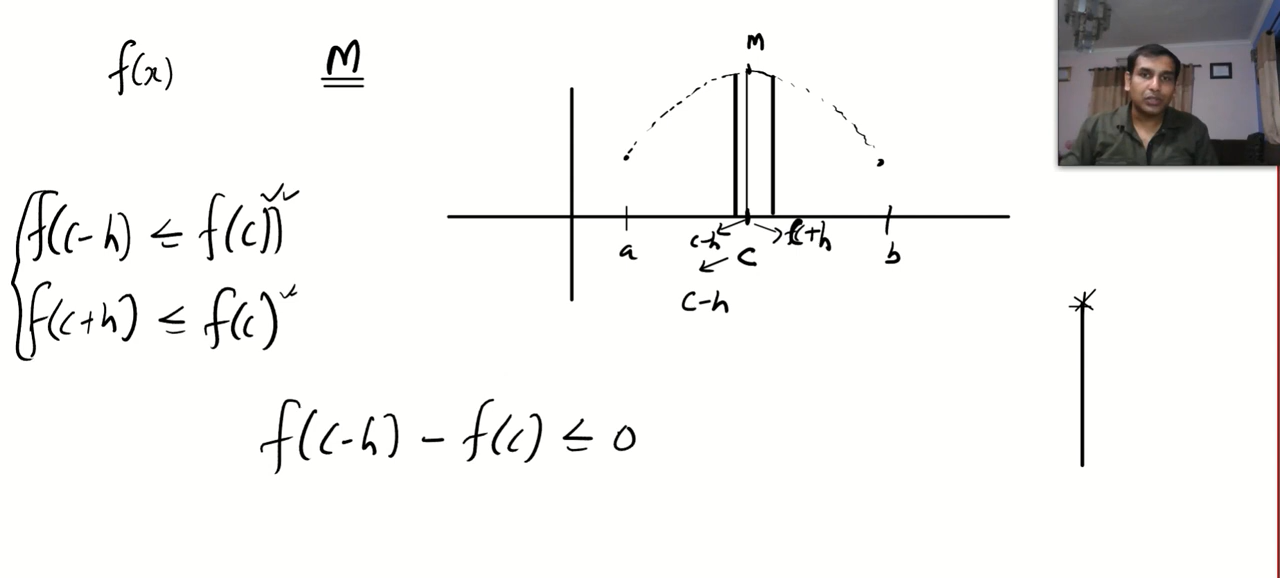 f(x)
M
M
a
c-h
c+h
c
b
c-h
f(c-h) ≤ f(c))
f(c+h) ≤ f(c)
f(c-h) - f(c) ≤ 0